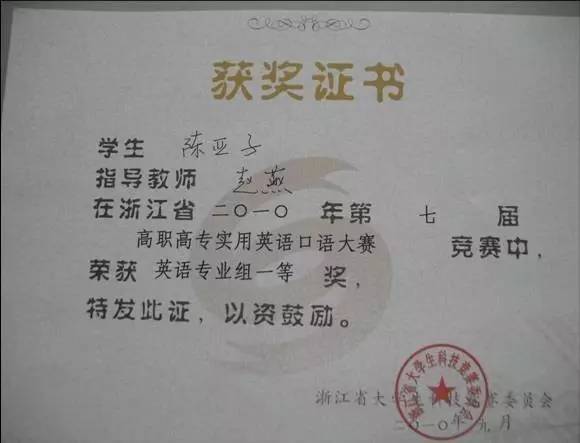 获奖证书
学生 陈亚子
指导教师 赵燕
在浙江省二〇一〇年第七届
高职高专实用英语口语大赛 竞赛中,
荣获 英语专业组一等 奖,
特发此证，以资鼓励。
浙江省大学生科技竞赛委员会
二〇一〇年九月